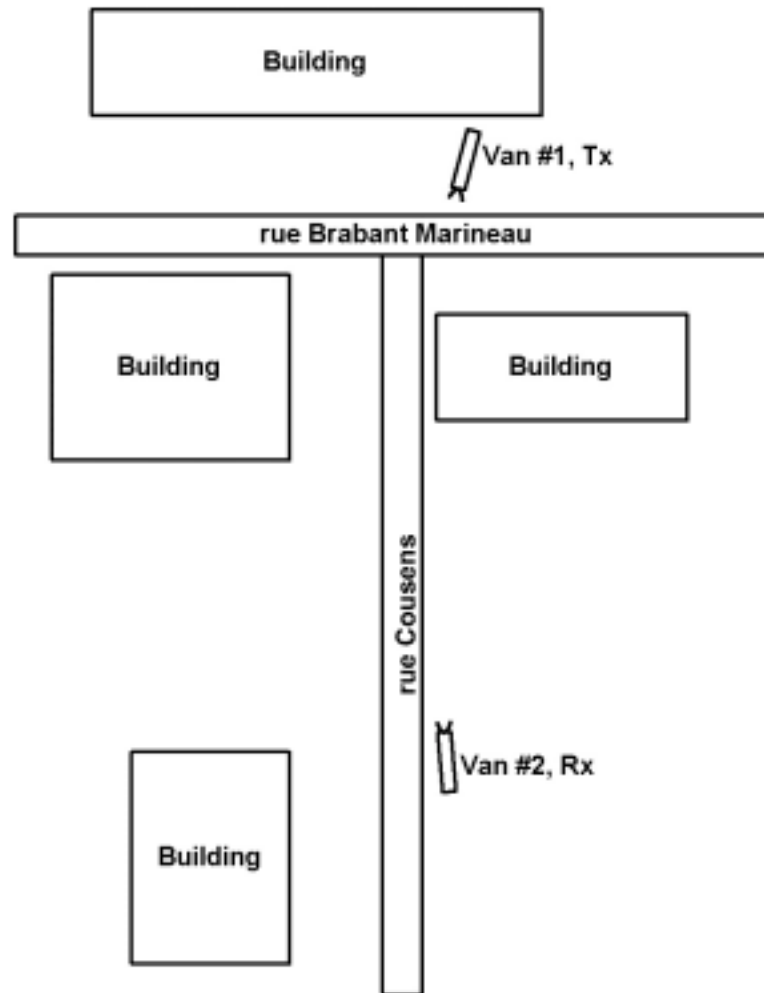 Building
Van #1, Tx
rue Brabant Marineau
Building
Building
rue Cousens
Van #2, Rx
Building